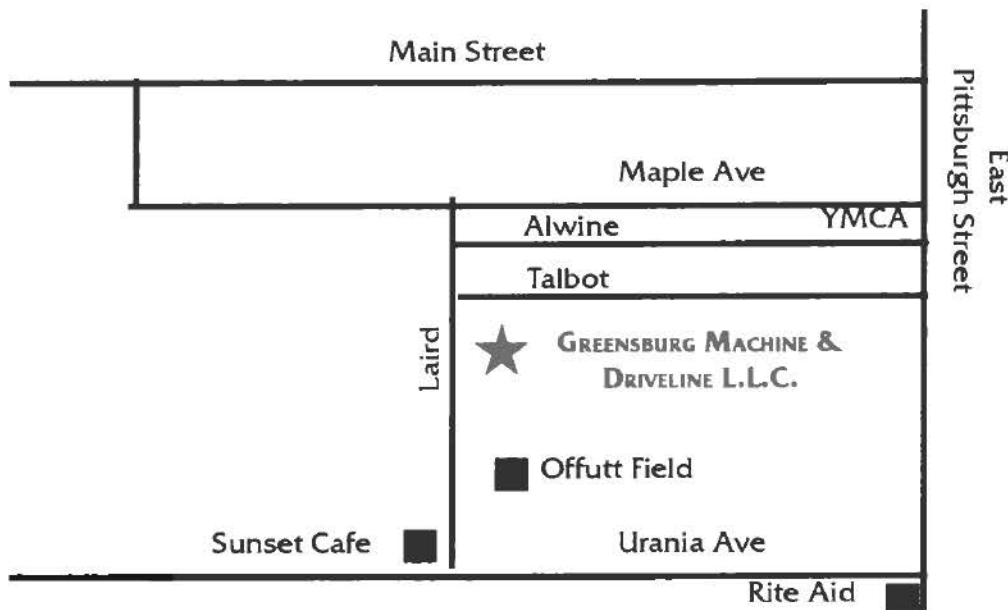 Main Street
East
Pittsburgh Street
Maple Ave
YMCA
Alwine
Talbot
Laird
GREENSBURG MACHINE &
DRIVELINE L.L.C.
Offutt Field
Sunset Cafe
Urania Ave
Rite Aid